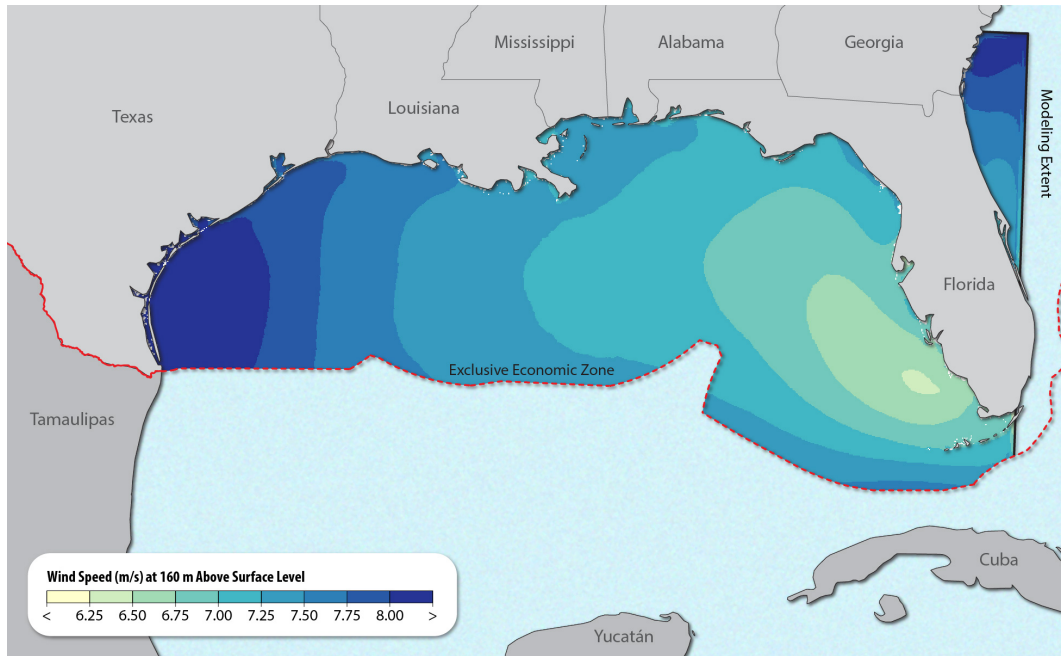 Mississippi
Alabama
Georgia
Texas
Louisiana
Modeling Extent
Florida
Exclusive Economic Zone
Tamaulipas
Cuba
Yucatán
Wind Speed (m/s) at 160 m Above Surface Level
< 6.25 6.50 6.75 7.00 7.25 7.50 7.75 8.00 >